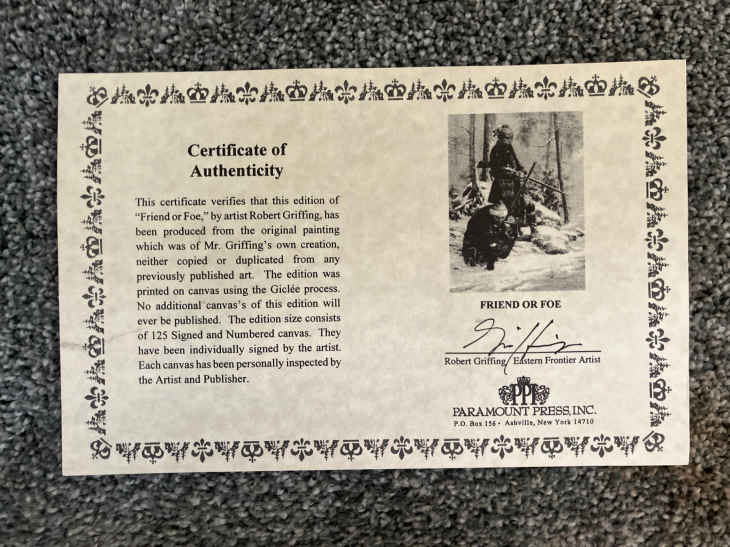 Certificate of
Authenticity
This certificate verifies that this edition of
“Friend or Foe,” by artist Robert Griffing, has
been produced from the original painting
which was of Mr. Griffing’s own creation,
neither copied or duplicated from any
previously published art. The edition was
printed on canvas using the Giclée process.
No additional canvas’s of this edition will
ever be published. The edition size consists
of 125 Signed and Numbered canvas. They
have been individually signed by the artist.
Each canvas has been personally inspected by
the Artist and Publisher.
FRIEND OR FOE
Robert Griffing, Eastern Frontier Artist
PPI
PARAMOUNT PRESS, INC.
P.O. Box 156 • Ashville, New York 14710